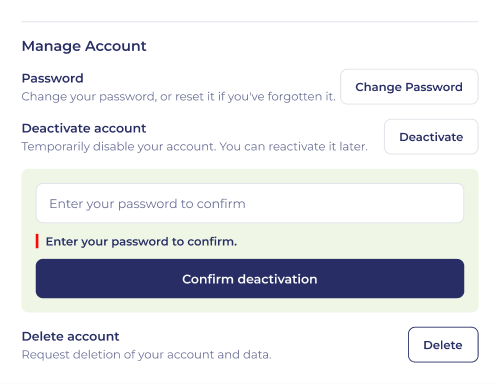 Manage Account
Password
Change your password, or reset it if you've forgotten it.
Change Password
Deactivate account
Temporarily disable your account. You can reactivate it later.
Deactivate
Enter your password to confirm
Enter your password to confirm.
Confirm deactivation
Delete account
Request deletion of your account and data.
Delete